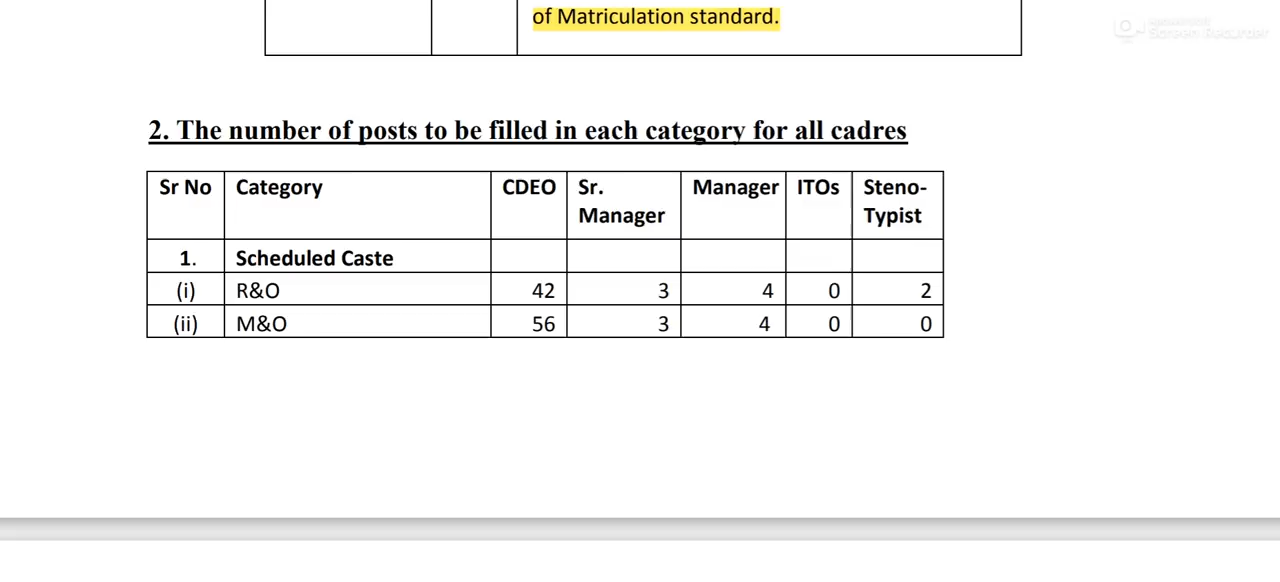 of Matriculation standard.
Screen Recorder
2. The number of posts to be filled in each category for all cadres
Sr No Category CDEO Sr. Manager Manager ITOs Steno-Typist
1. Scheduled Caste
(i) R&O 42 3 4 0 2
(ii) M&O 56 3 4 0 0